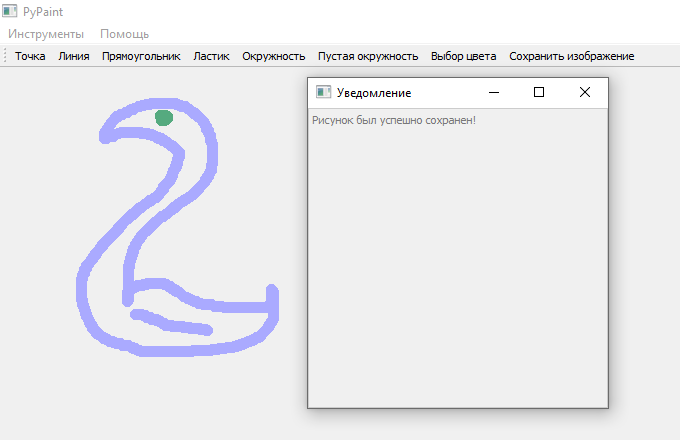 PyPaint
Инструменты Помощь
Точка Линия Прямоугольник Ластик Окружность Пустая окружность Выбор цвета Сохранить изображение
Уведомление
Рисунок был успешно сохранен!